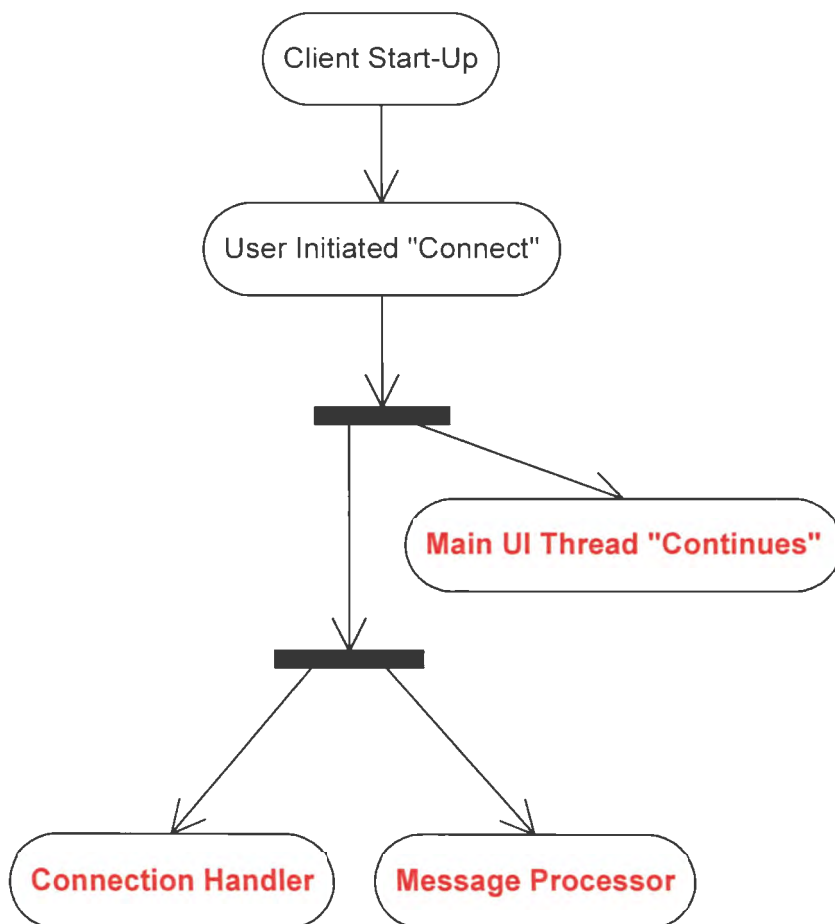 Client Start-Up
User Initiated "Connect"
Main UI Thread "Continues"
Connection Handler
Message Processor